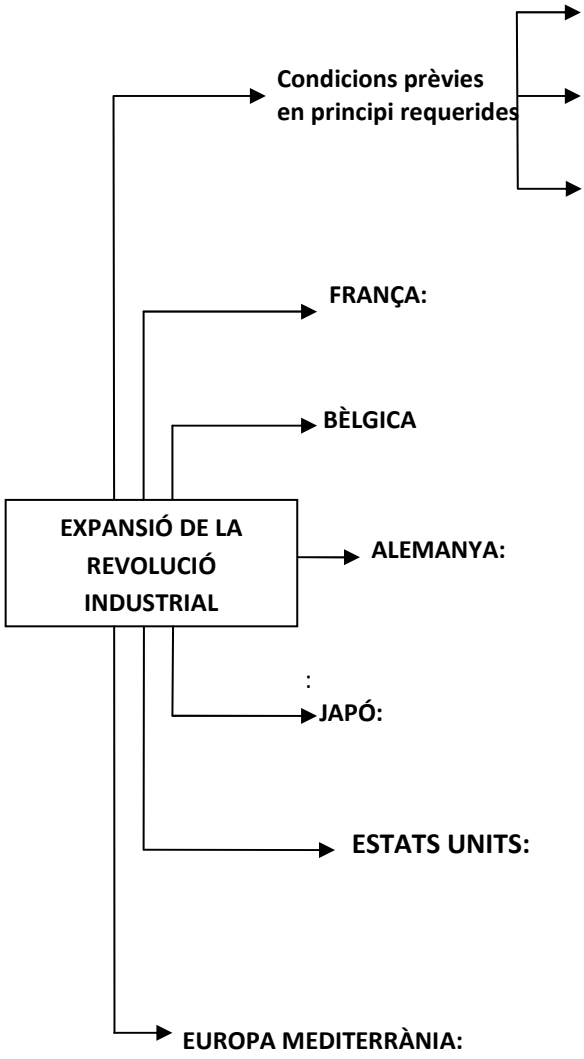 Condicions prèvies
en principi requerides
FRANÇA:
BÈLGICA
ALEMANYA:
EXPANSIÓ DE LA
REVOLUCIÓ
INDUSTRIAL
:
JAPÓ:
ESTATS UNITS:
EUROPA MEDITERRÀNIA: